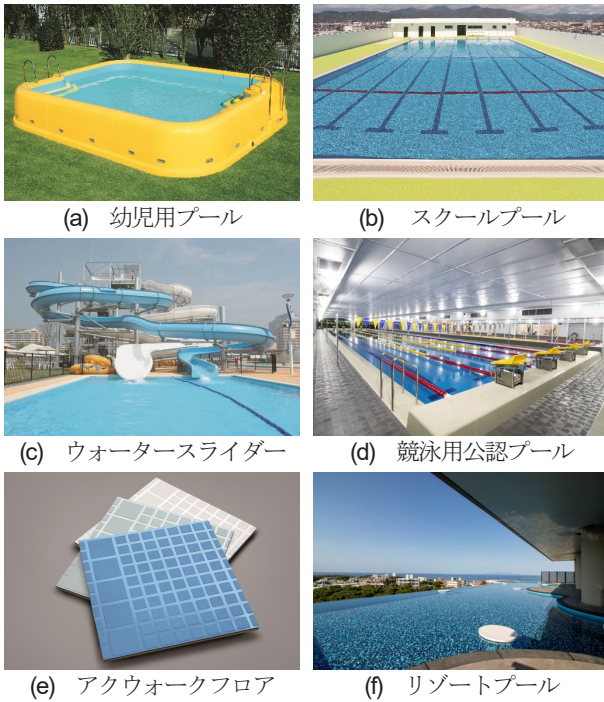 (a) 幼児用プール
(b) スクールプール
(c) ウォータースライダー
(d) 競泳用公認プール
(e) アクウォークフロア
(f) リゾートプール